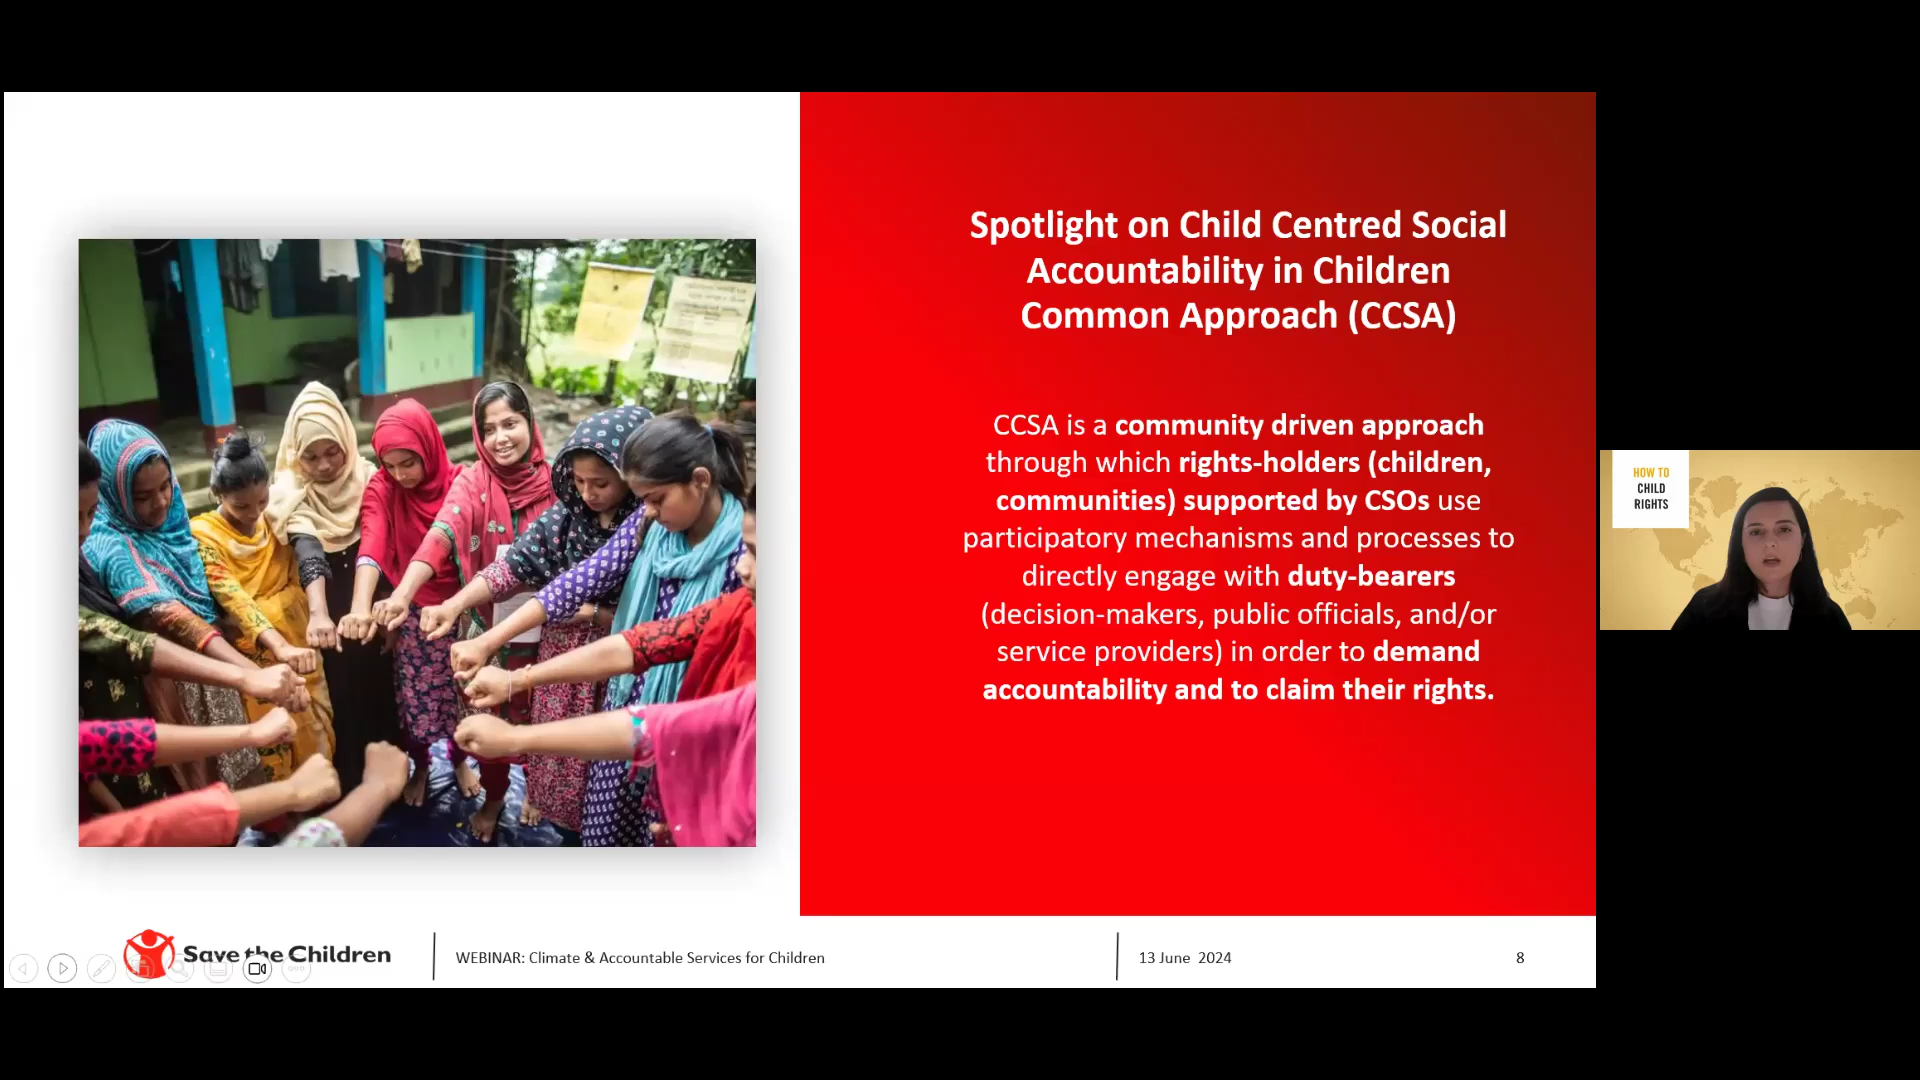 Spotlight on Child Centred Social
Accountability in Children
Common Approach (CCSA)
CCSA is a community driven approach
through which rights-holders (children,
communities) supported by CSOs use
participatory mechanisms and processes to
directly engage with duty-bearers
(decision-makers, public officials, and/or
service providers) in order to demand
accountability and to claim their rights.
HOW TO
CHILD
RIGHTS
Save the Children
WEBINAR: Climate & Accountable Services for Children
13 June 2024
8